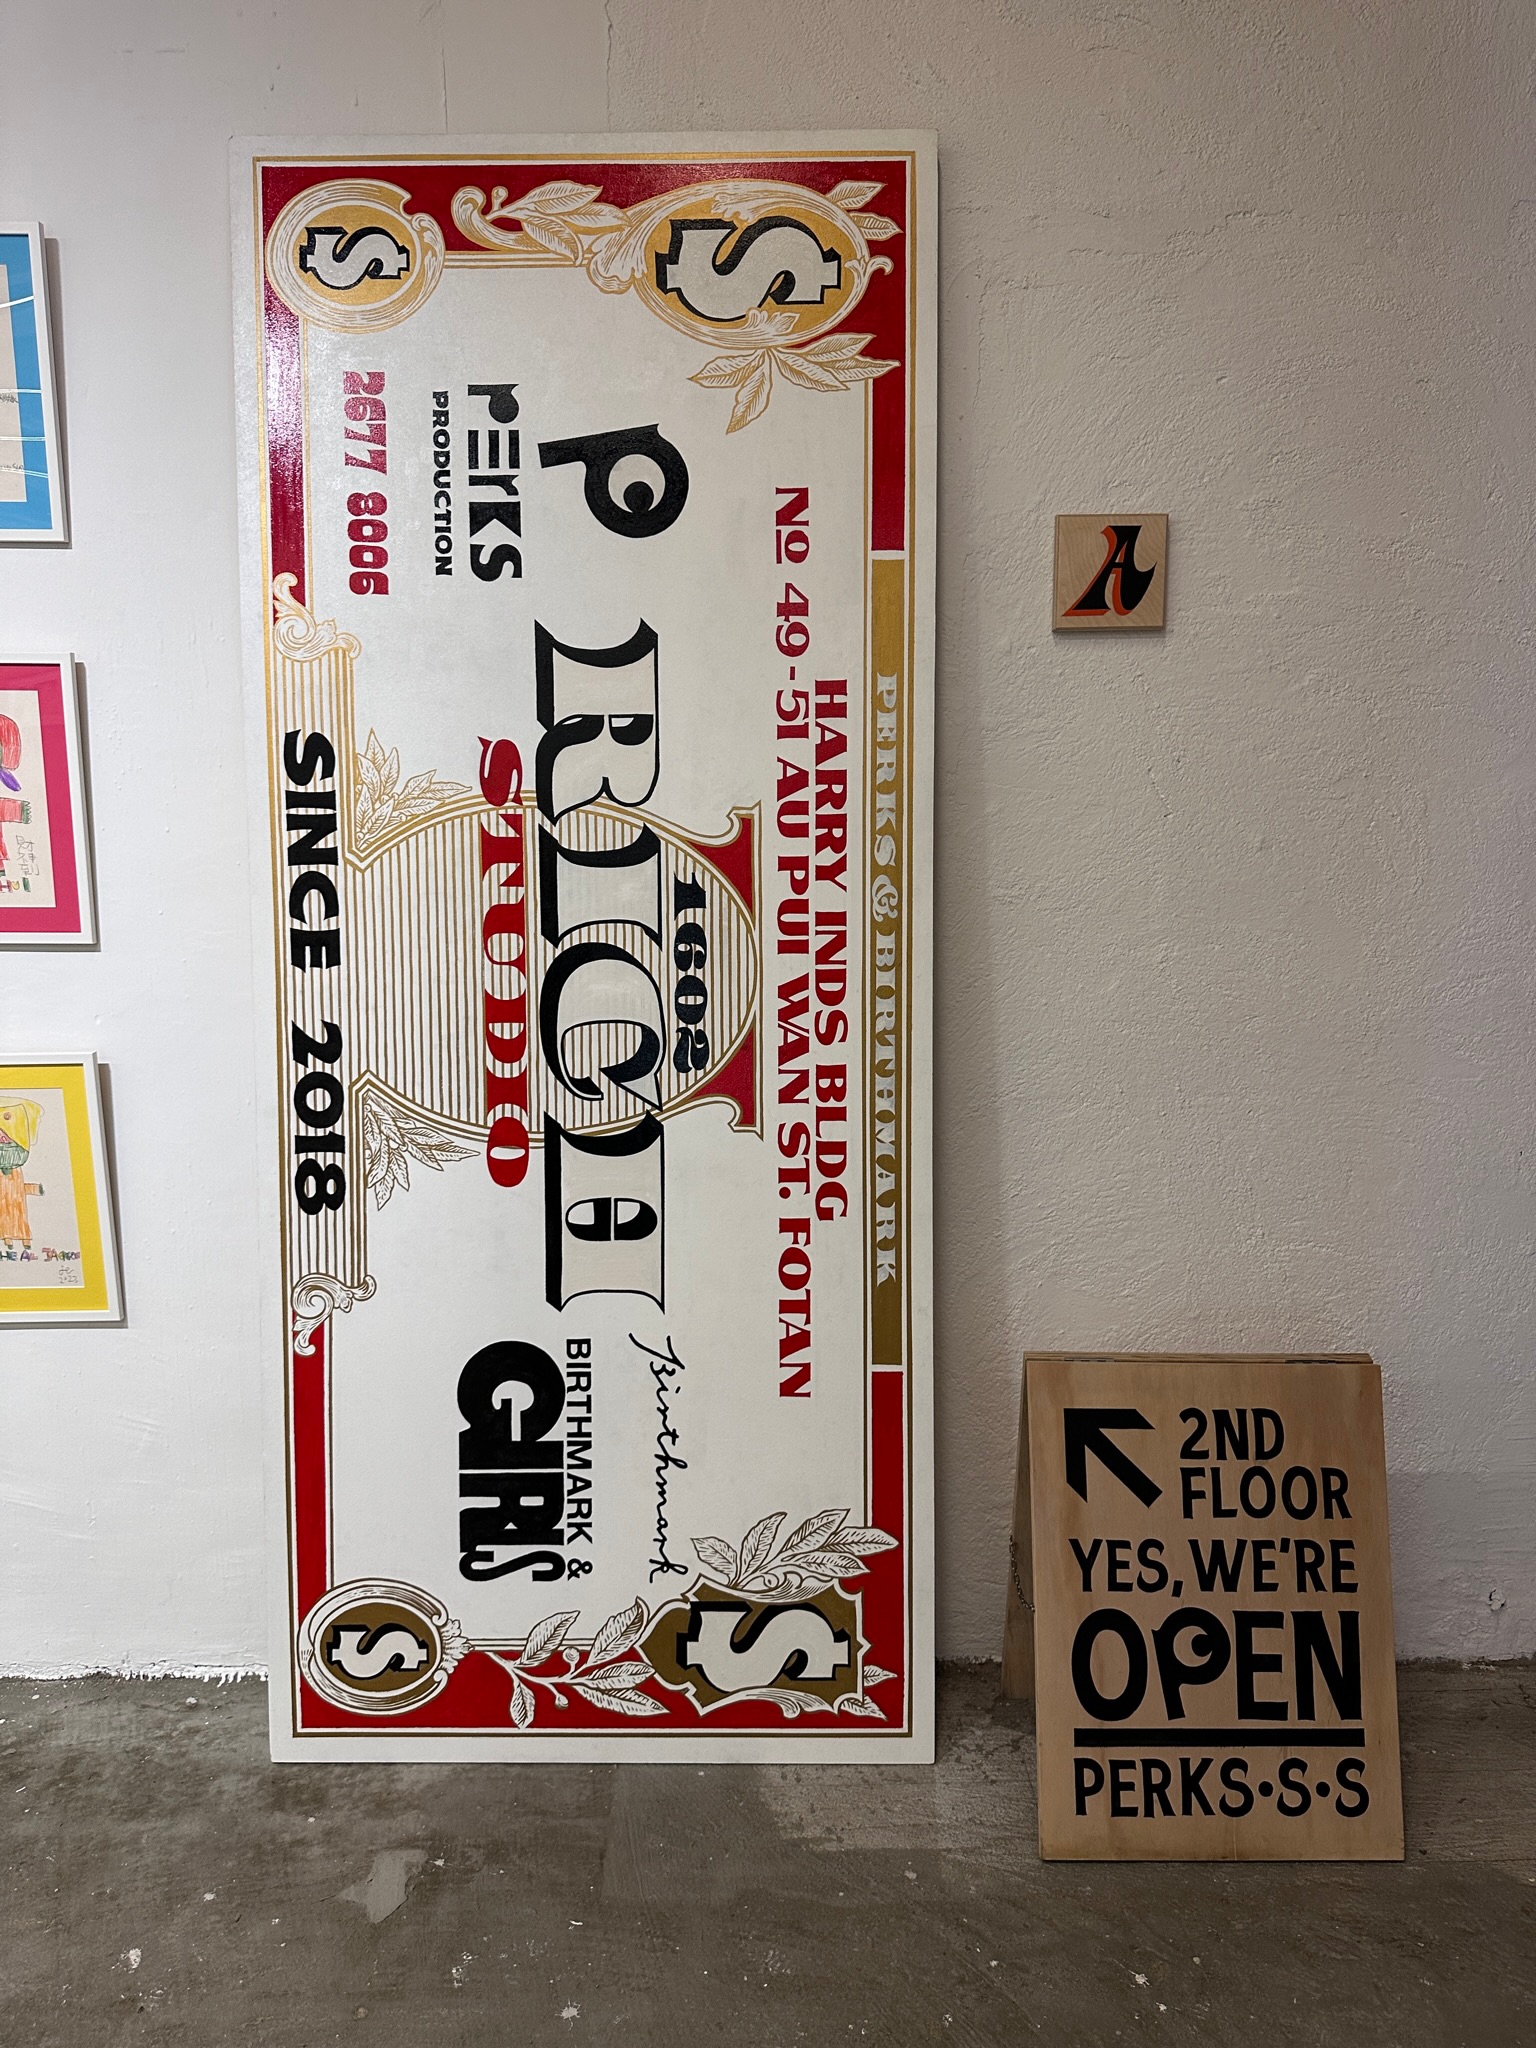 $
$
PERKS & BIRTHMARK
HARRY INDS BLDG
No 49-51 AU PUI WAN ST. FOTAN
1602
P RICH
STUDIO
PERKS
PRODUCTION
2677 8006
Birthmark
BIRTHMARK &
GIRLS
SINCE 2018
$
$
A
2ND
FLOOR
YES, WE'RE
OPEN
PERKS•S•S